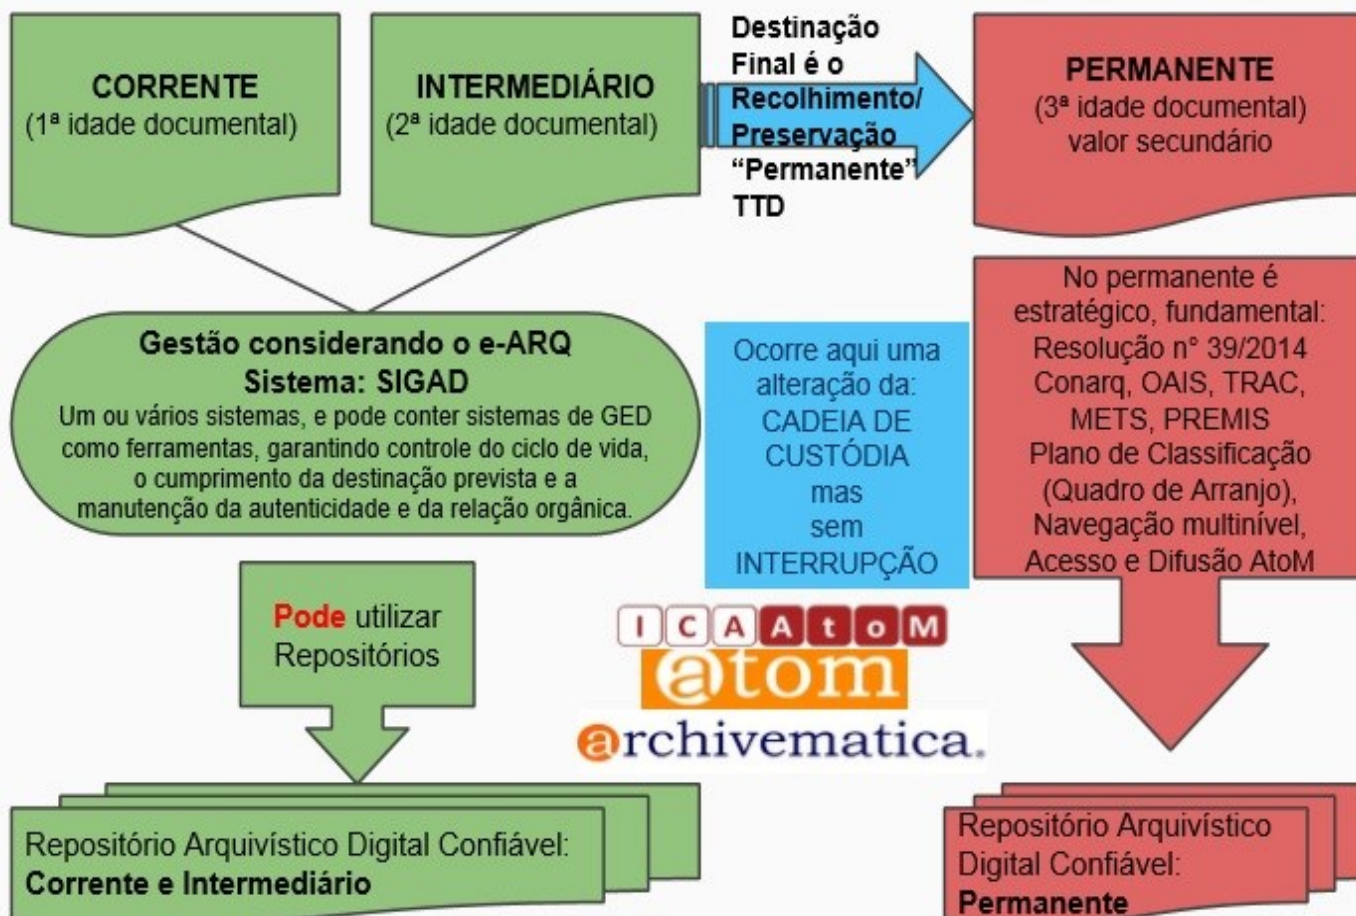 CORRENTE
(1ª idade documental)
INTERMEDIÁRIO
(2ª idade documental)
Destinação
Final é o
Recolhimento/
Preservação
“Permanente”
TTD
PERMANENTE
(3ª idade documental)
valor secundário
Gestão considerando o e-ARQ
Sistema: SIGAD
Um ou vários sistemas, e pode conter sistemas de GED
como ferramentas, garantindo controle do ciclo de vida,
o cumprimento da destinação prevista e a
manutenção da autenticidade e da relação orgânica.
Ocorre aqui uma
alteração da:
CADEIA DE
CUSTÓDIA
mas
sem
INTERRUPÇÃO
No permanente é
estratégico, fundamental:
Resolução n° 39/2014
Conarq, OAIS, TRAC,
METS, PREMIS
Plano de Classificação
(Quadro de Arranjo),
Navegação multinível,
Acesso e Difusão AtoM
Pode utilizar
Repositórios
ICAAtoM
atom
archivematica.
Repositório Arquivístico Digital Confiável:
Corrente e Intermediário
Repositório Arquivístico
Digital Confiável:
Permanente